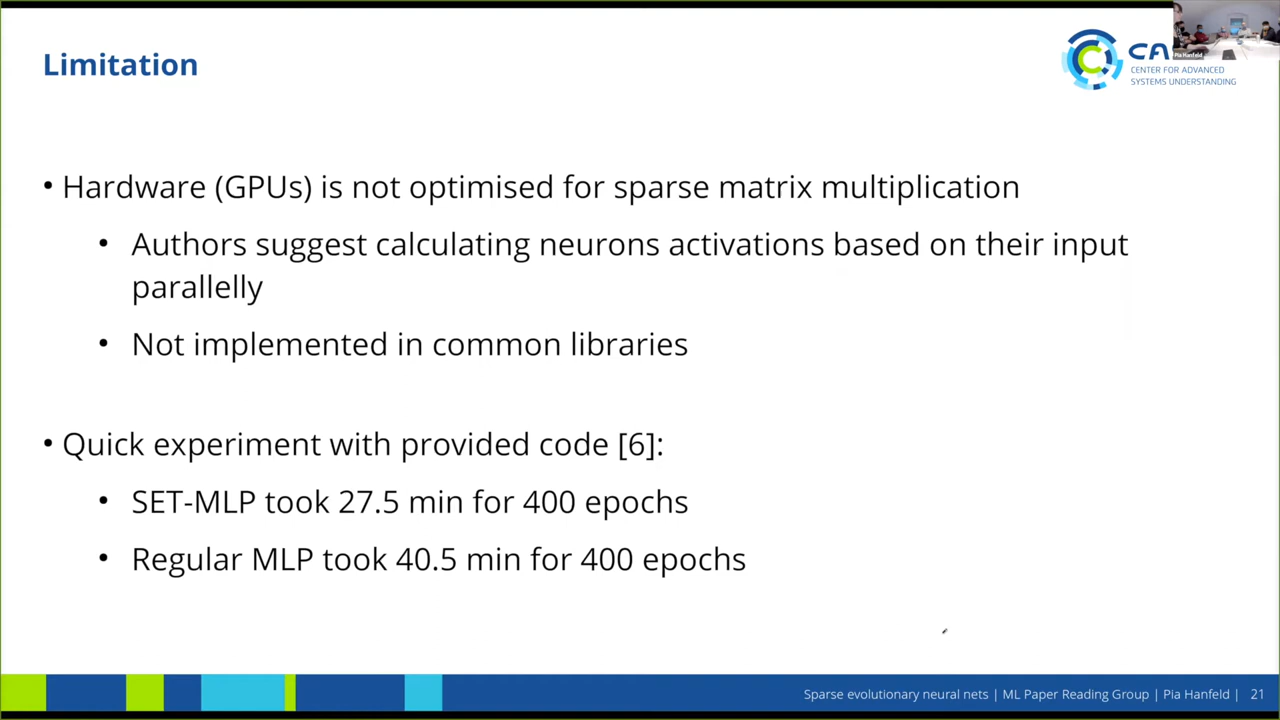 Limitation
CA
CENTER FOR ADVANCED
SYSTEMS UNDERSTANDING
Pia Hanfeld
• Hardware (GPUs) is not optimised for sparse matrix multiplication
• Authors suggest calculating neurons activations based on their input
parallelly
• Not implemented in common libraries
• Quick experiment with provided code [6]:
• SET-MLP took 27.5 min for 400 epochs
• Regular MLP took 40.5 min for 400 epochs
Sparse evolutionary neural nets | ML Paper Reading Group | Pia Hanfeld | 21